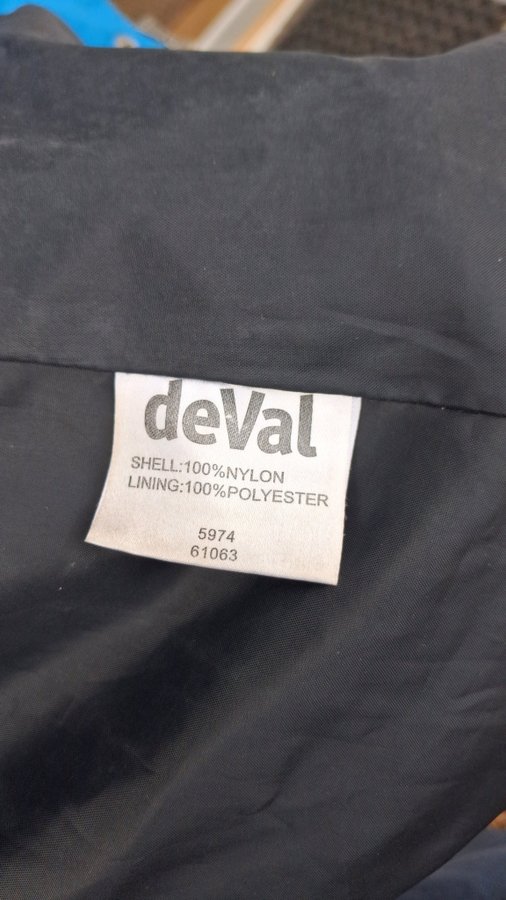 deVal
SHELL:100%NYLON
LINING:100%POLYESTER
5974
61063